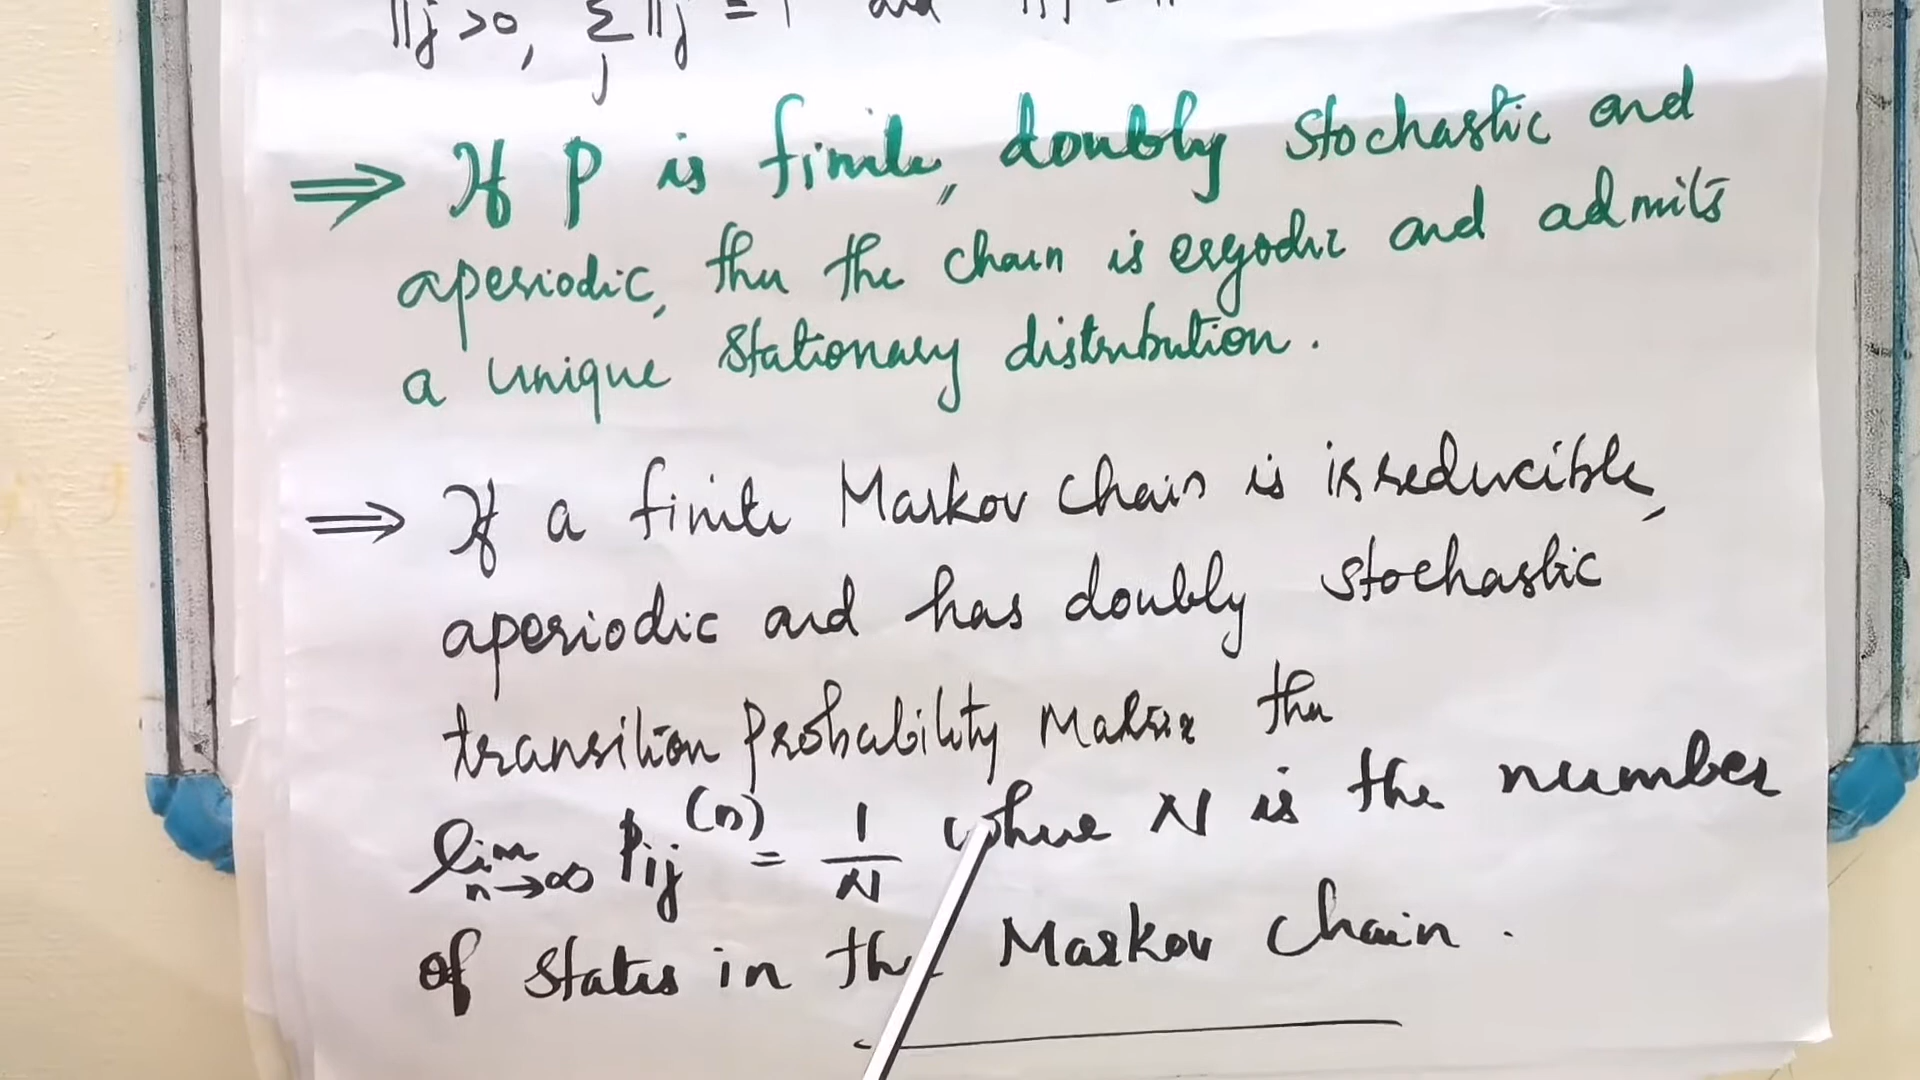 Πj >0, Σj Πj = 1 and
⇒ If P is finite, doubly stochastic and
aperiodic, then the chain is ergodic and admits
a unique stationary distribution.
⇒ If a finite Markov chain is irreducible,
aperiodic and has doubly stochastic
transition probability matrix then
lim n→∞ Pij (n) = 1/N where N is the number
of states in the Markov chain.